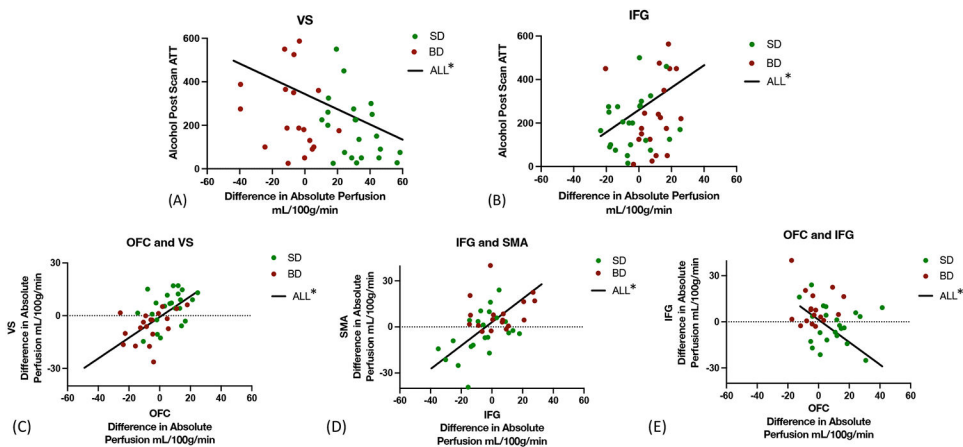 VS
Alcohol Post Scan ATT
600
400
200
0
-60
-40
-20
0
20
40
60
Difference in Absolute Perfusion
mL/100g/min
SD
BD
ALL*
(A)
IFG
Alcohol Post Scan ATT
600
400
200
0
-60
-40
-20
0
20
40
60
Difference in Absolute Perfusion
mL/100g/min
SD
BD
ALL*
(B)
OFC and VS
VS
Difference in Absolute
Perfusion mL/100g/min
30
0
-30
-60
-40
-20
0
20
40
60
OFC
Difference in Absolute
Perfusion mL/100g/min
SD
BD
ALL*
(C)
IFG and SMA
SMA
Difference in Absolute
Perfusion mL/100g/min
30
0
-30
-60
-40
-20
0
20
40
60
IFG
Difference in Absolute
Perfusion mL/100g/min
SD
BD
ALL*
(D)
OFC and IFG
IFG
Difference in Absolute
Perfusion mL/100g/min
30
0
-30
-60
-40
-20
0
20
40
60
OFC
Difference in Absolute
Perfusion mL/100g/min
SD
BD
ALL*
(E)